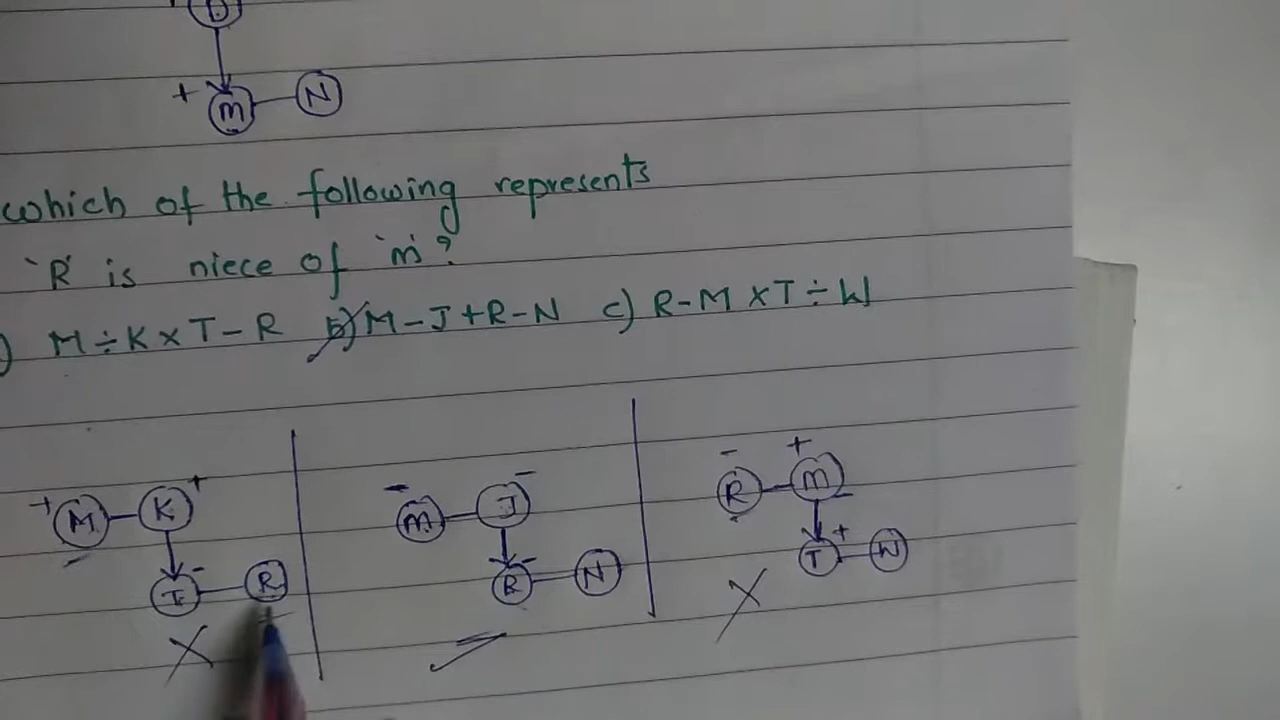 D
+ M N
which of the following represents
`R' is niece of `m'?
) M ÷ K × T - R b) M - J + R - N c) R - M × T ÷ W
+ M K + m - J - R - M +
T - R R - N T + W